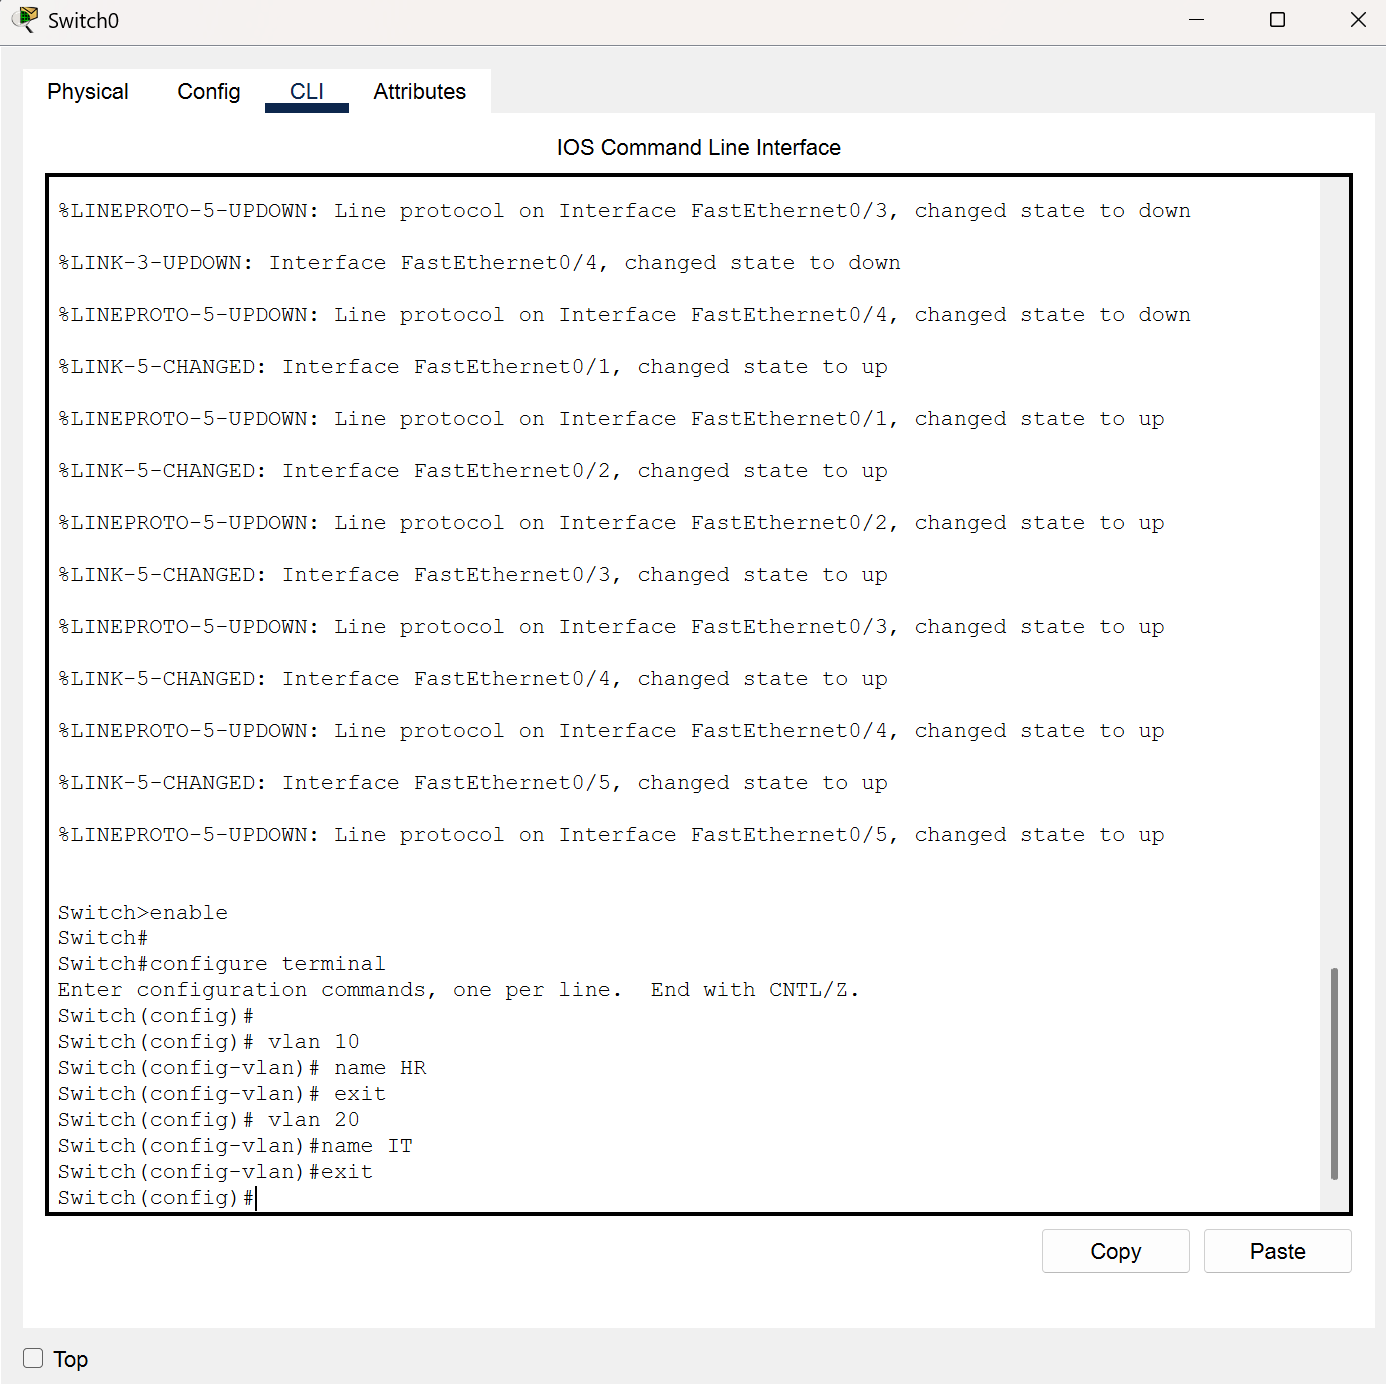 Switch0
Physical Config CLI Attributes
IOS Command Line Interface
%LINEPROTO-5-UPDOWN: Line protocol on Interface FastEthernet0/3, changed state to down
%LINK-3-UPDOWN: Interface FastEthernet0/4, changed state to down
%LINEPROTO-5-UPDOWN: Line protocol on Interface FastEthernet0/4, changed state to down
%LINK-5-CHANGED: Interface FastEthernet0/1, changed state to up
%LINEPROTO-5-UPDOWN: Line protocol on Interface FastEthernet0/1, changed state to up
%LINK-5-CHANGED: Interface FastEthernet0/2, changed state to up
%LINEPROTO-5-UPDOWN: Line protocol on Interface FastEthernet0/2, changed state to up
%LINK-5-CHANGED: Interface FastEthernet0/3, changed state to up
%LINEPROTO-5-UPDOWN: Line protocol on Interface FastEthernet0/3, changed state to up
%LINK-5-CHANGED: Interface FastEthernet0/4, changed state to up
%LINEPROTO-5-UPDOWN: Line protocol on Interface FastEthernet0/4, changed state to up
%LINK-5-CHANGED: Interface FastEthernet0/5, changed state to up
%LINEPROTO-5-UPDOWN: Line protocol on Interface FastEthernet0/5, changed state to up
Switch>enable
Switch#
Switch#configure terminal
Enter configuration commands, one per line.  End with CNTL/Z.
Switch(config)#
Switch(config)# vlan 10
Switch(config-vlan)# name HR
Switch(config-vlan)# exit
Switch(config)# vlan 20
Switch(config-vlan)#name IT
Switch(config-vlan)#exit
Switch(config)#
Copy Paste
Top